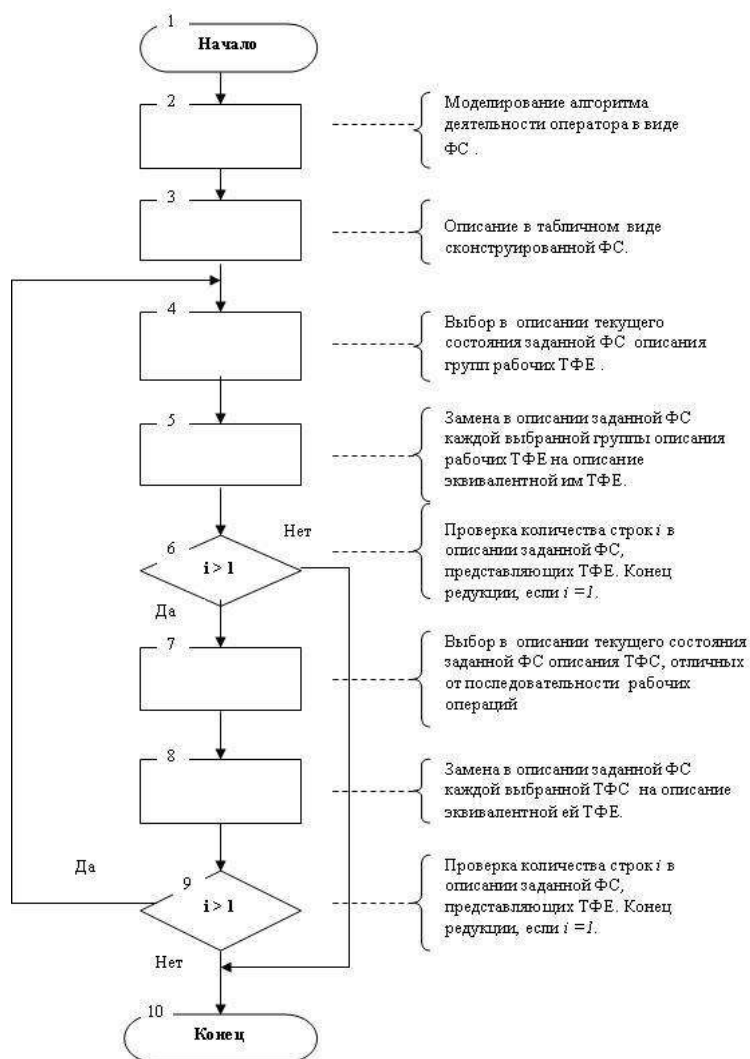 1
Начало
2
Моделирование алгоритма
деятельности оператора в виде
ФС .
3
Описание в табличном виде
сконструированной ФС.
4
Выбор в описании текущего
состояния заданной ФС описания
групп рабочих ТФЕ .
5
Замена в описании заданной ФС
каждой выбранной группы описания
рабочих ТФЕ на описание
эквивалентной им ТФЕ.
6
i > 1
Нет
Да
Проверка количества строк i в
описании заданной ФС,
представляющих ТФЕ. Конец
редукции, если i =1.
7
Выбор в описании текущего состояния
заданной ФС описания ТФС, отличных
от последовательности рабочих
операций
8
Замена в описании заданной ФС
каждой выбранной ТФС на описание
эквивалентной ей ТФЕ.
Да
9
i > 1
Нет
Проверка количества строк i в
описании заданной ФС,
представляющих ТФЕ. Конец
редукции, если i =1.
10
Конец